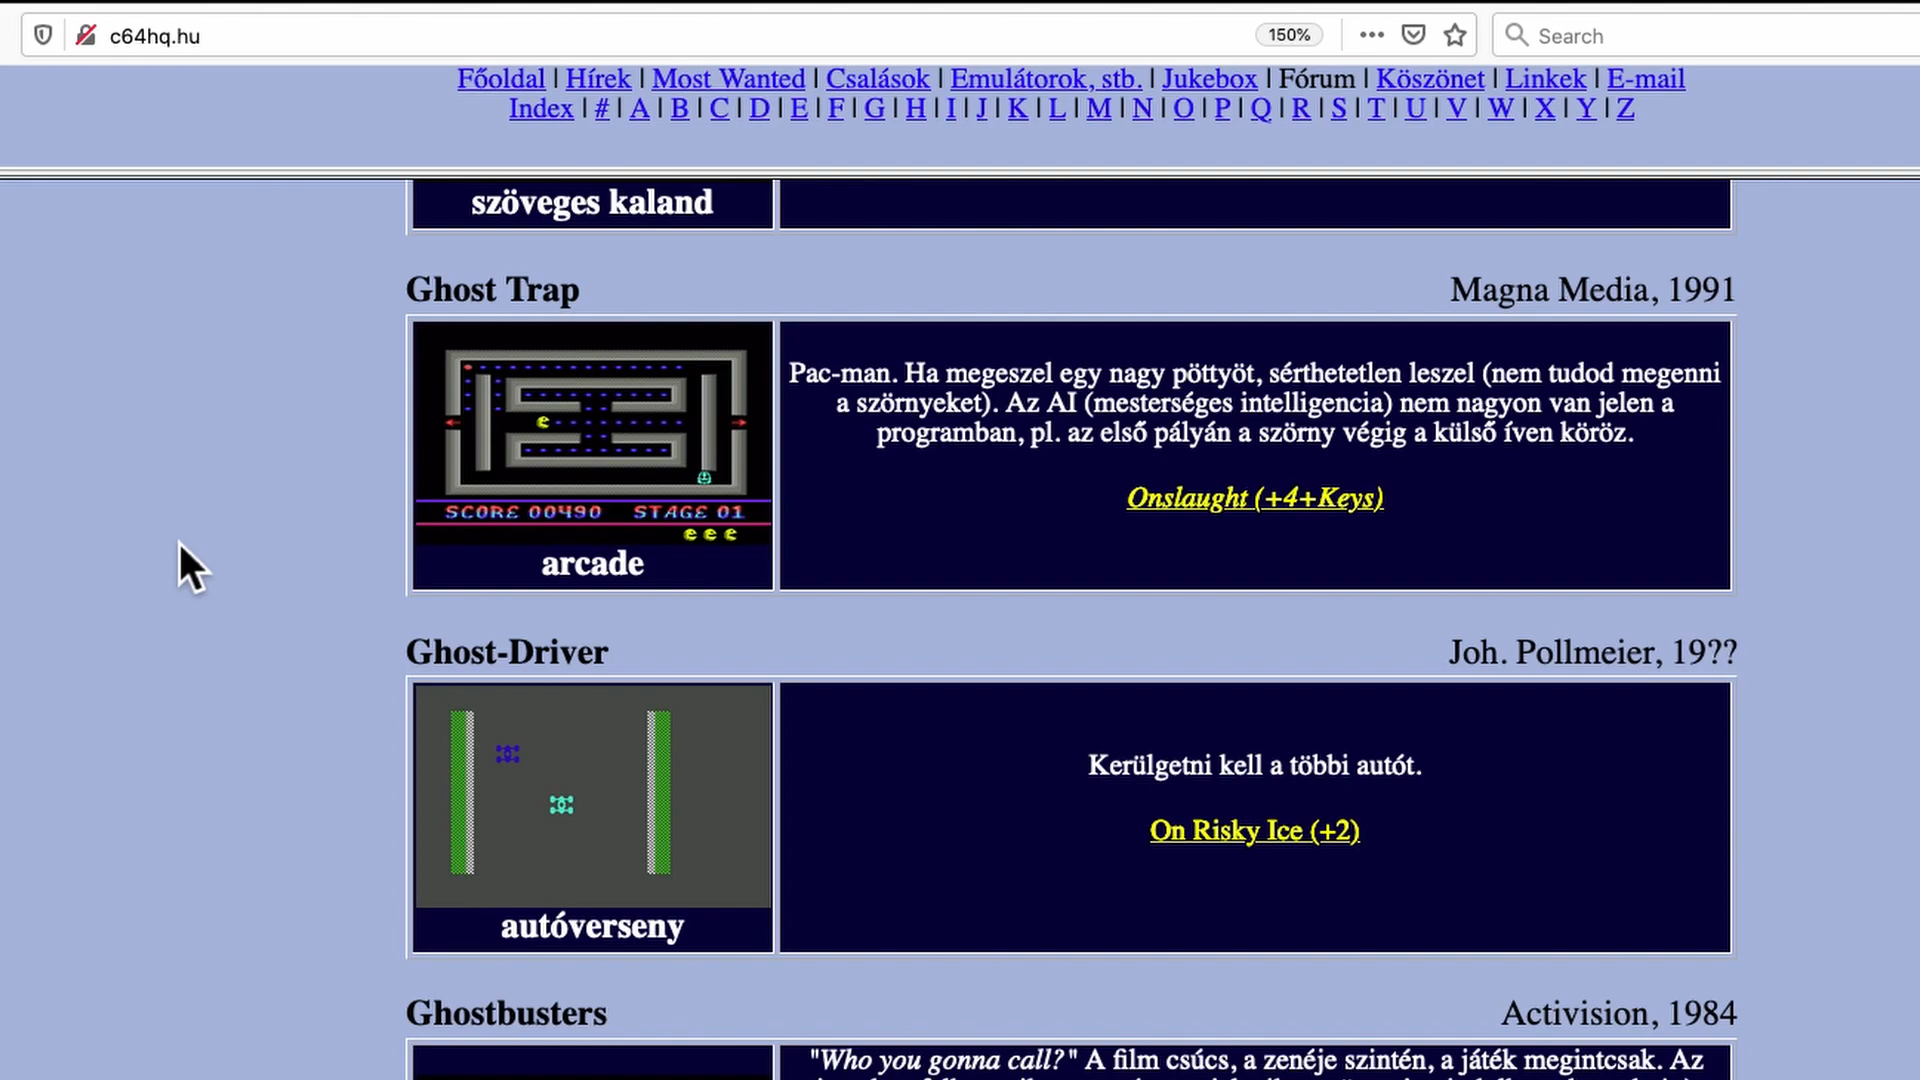 c64hq.hu
150%
Search
Főoldal | Hírek | Most Wanted | Csalások | Emulátorok, stb. | Jukebox | Fórum | Köszönet | Linkek | E-mail
Index | # | A | B | C | D | E | F | G | H | I | J | K | L | M | N | O | P | Q | R | S | T | U | V | W | X | Y | Z
szöveges kaland
Ghost Trap
Magna Media, 1991
SCORE 00490 STAGE 01
arcade
Pac-man. Ha megeszel egy nagy pöttyöt, sérthetetlen leszel (nem tudod megenni
a szörnyeket). Az AI (mesterséges intelligencia) nem nagyon van jelen a
programban, pl. az első pályán a szörny végig a külső íven köröz.
Onslaught (+4+Keys)
Ghost-Driver
Joh. Pollmeier, 19??
autóverseny
Kerülgetni kell a többi autót.
On Risky Ice (+2)
Ghostbusters
Activision, 1984
"Who you gonna call?" A film csúcs, a zenéje szintén, a játék megintcsak. Az